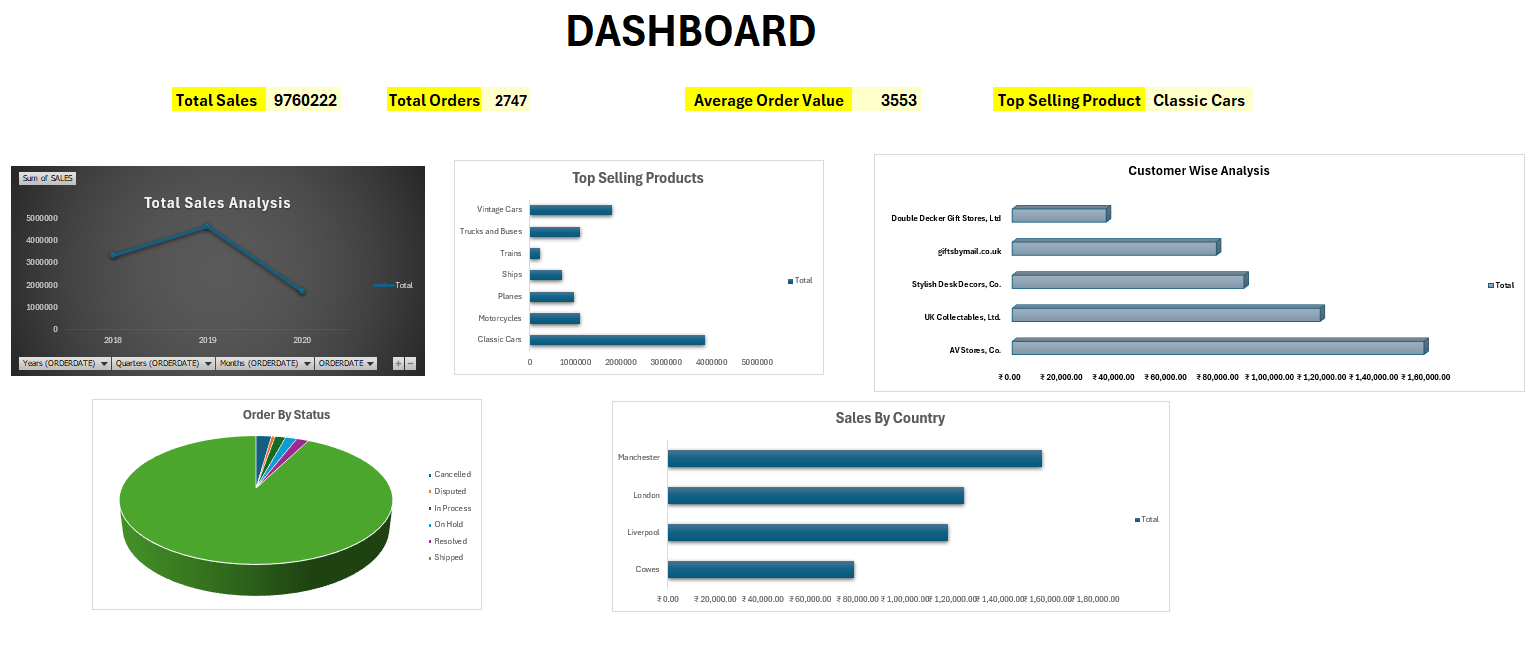 DASHBOARD
Total Sales 9760222
Total Orders 2747
Average Order Value 3553
Top Selling Product Classic Cars
Sum of SALES
Total Sales Analysis
5000000
4000000
3000000
2000000
1000000
0
2018 2019 2020
Total
Years (ORDERDATE) Quarters (ORDERDATE) Months (ORDERDATE) ORDERDATE + −
Top Selling Products
Vintage Cars
Trucks and Buses
Trains
Ships
Planes
Motorcycles
Classic Cars
0 1000000 2000000 3000000 4000000 5000000
Total
Customer Wise Analysis
Double Decker Gift Stores, Ltd
giftsbymail.co.uk
Stylish Desk Decors, Co.
UK Collectables, Ltd.
AV Stores, Co.
₹ 0.00 ₹ 20,000.00 ₹ 40,000.00 ₹ 60,000.00 ₹ 80,000.00 ₹ 1,00,000.00 ₹ 1,20,000.00 ₹ 1,40,000.00 ₹ 1,60,000.00
Total
Order By Status
Cancelled
Disputed
In Process
On Hold
Resolved
Shipped
Sales By Country
Manchester
London
Liverpool
Cowes
₹ 0.00 ₹ 20,000.00 ₹ 40,000.00 ₹ 60,000.00 ₹ 80,000.00 ₹ 1,00,000.00 ₹ 1,20,000.00 ₹ 1,40,000.00 ₹ 1,60,000.00 ₹ 1,80,000.00
Total